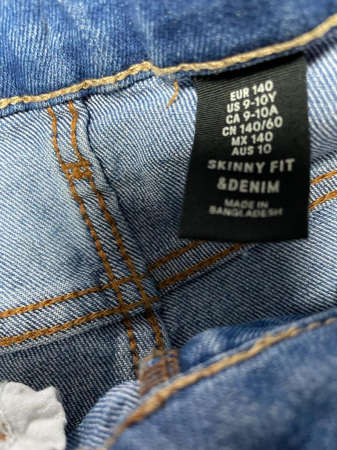 EUR 140
US 9-10Y
CA 9-10A
CN 140/60
MX 140
AUS 10
SKINNY FIT
&DENIM
MADE IN
BANGLADESH